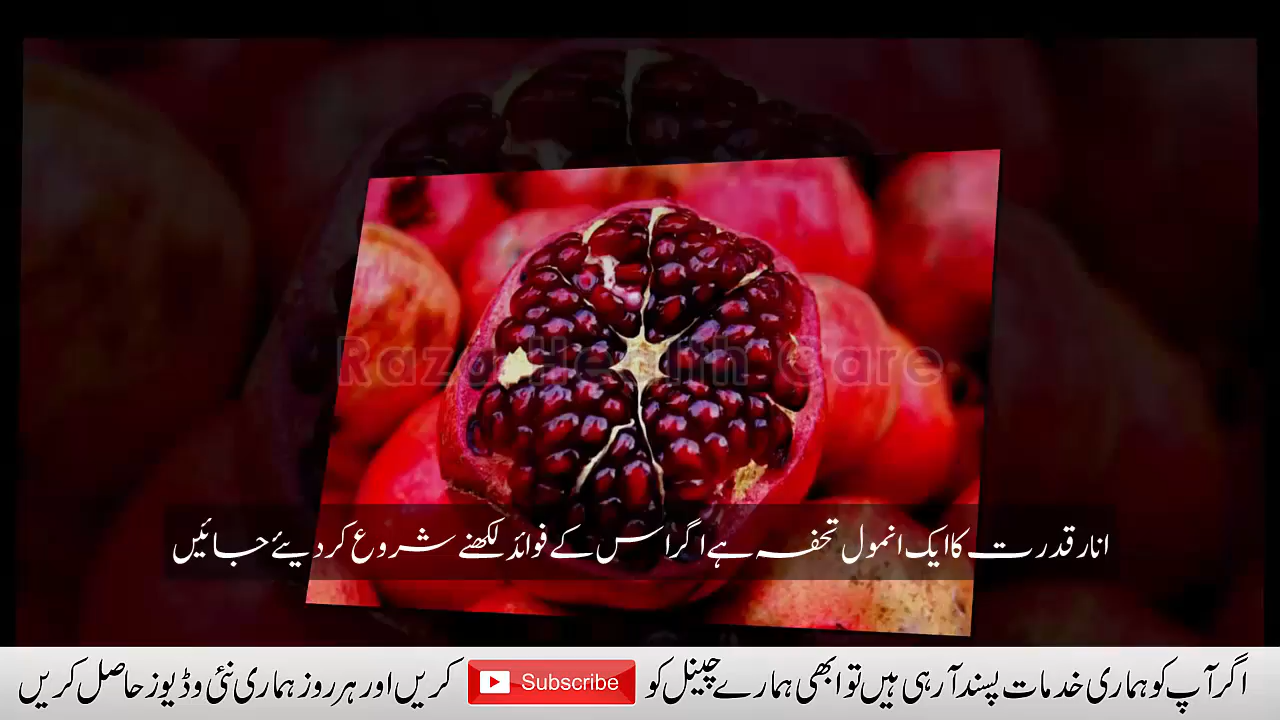 Raza Health Care
انار قدرت کا ایک انمول تحفہ ہے اگر اس کے فوائد لکھنے شروع کر دیئے جائیں
اگر آپ کو ہماری خدمات پسند آ رہی ہیں تو ابھی ہمارے چینل کو Subscribe کریں اور ہر روز ہماری نئی وڈیوز حاصل کریں